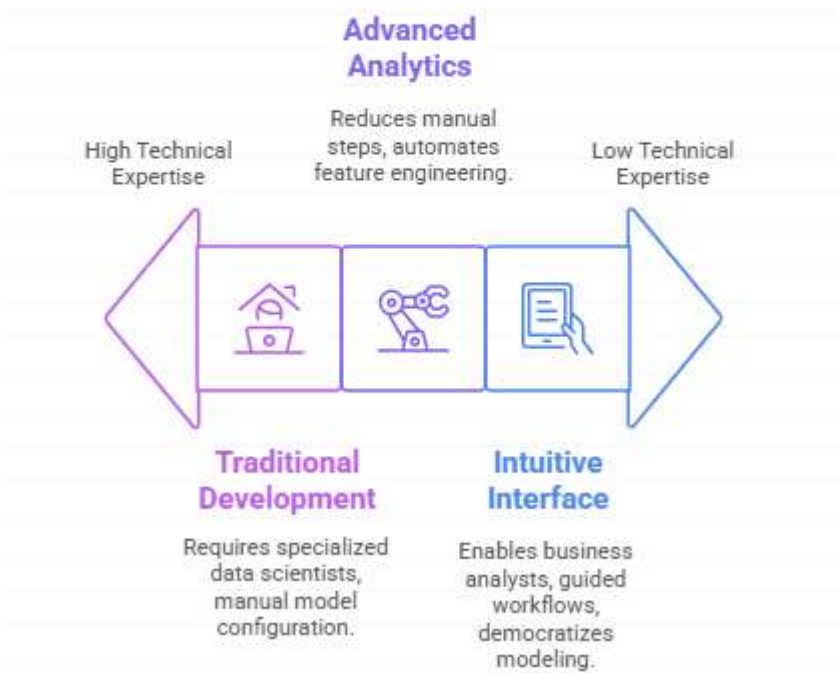 Advanced
Analytics
Reduces manual
steps, automates
feature engineering.
High Technical
Expertise
Low Technical
Expertise
Traditional
Development
Requires specialized
data scientists,
manual model
configuration.
Intuitive
Interface
Enables business
analysts, guided
workflows,
democratizes
modeling.